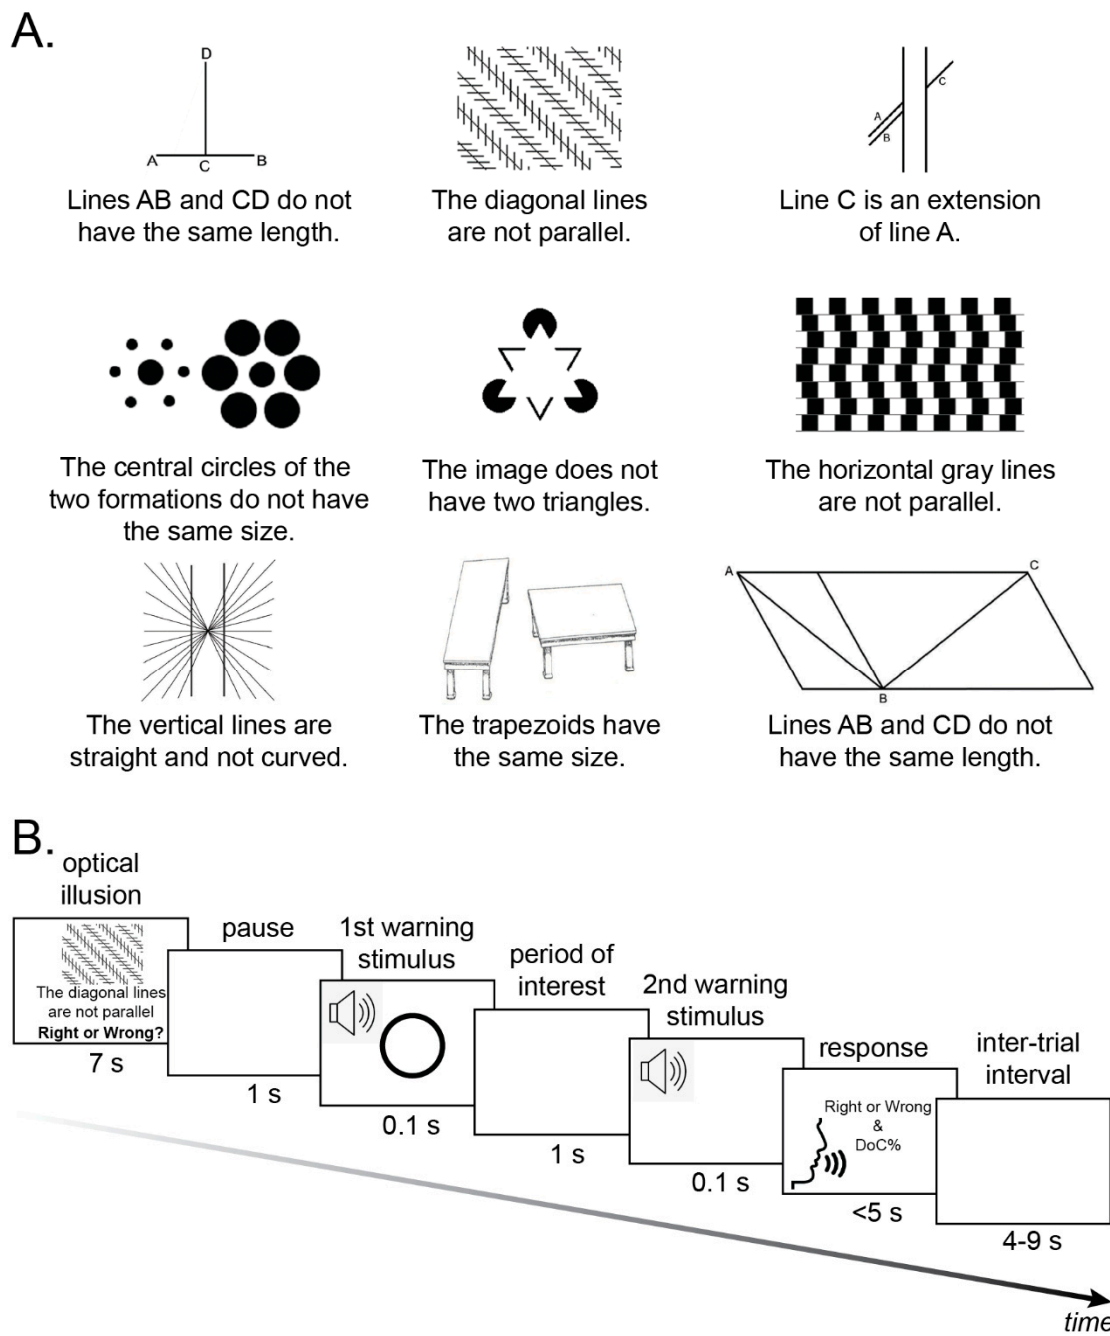 A.
D
A
C
B
Lines AB and CD do not
have the same length.
The diagonal lines
are not parallel.
A
B
C
Line C is an extension
of line A.
The central circles of the
two formations do not have
the same size.
The image does not
have two triangles.
The horizontal gray lines
are not parallel.
The vertical lines are
straight and not curved.
The trapezoids have
the same size.
A
C
B
Lines AB and CD do not
have the same length.
B.
optical
illusion
The diagonal lines
are not parallel
Right or Wrong?
7 s
pause
1 s
1st warning
stimulus
0.1 s
period of
interest
1 s
2nd warning
stimulus
0.1 s
response
Right or Wrong
&
DoC%
<5 s
inter-trial
interval
4-9 s
time